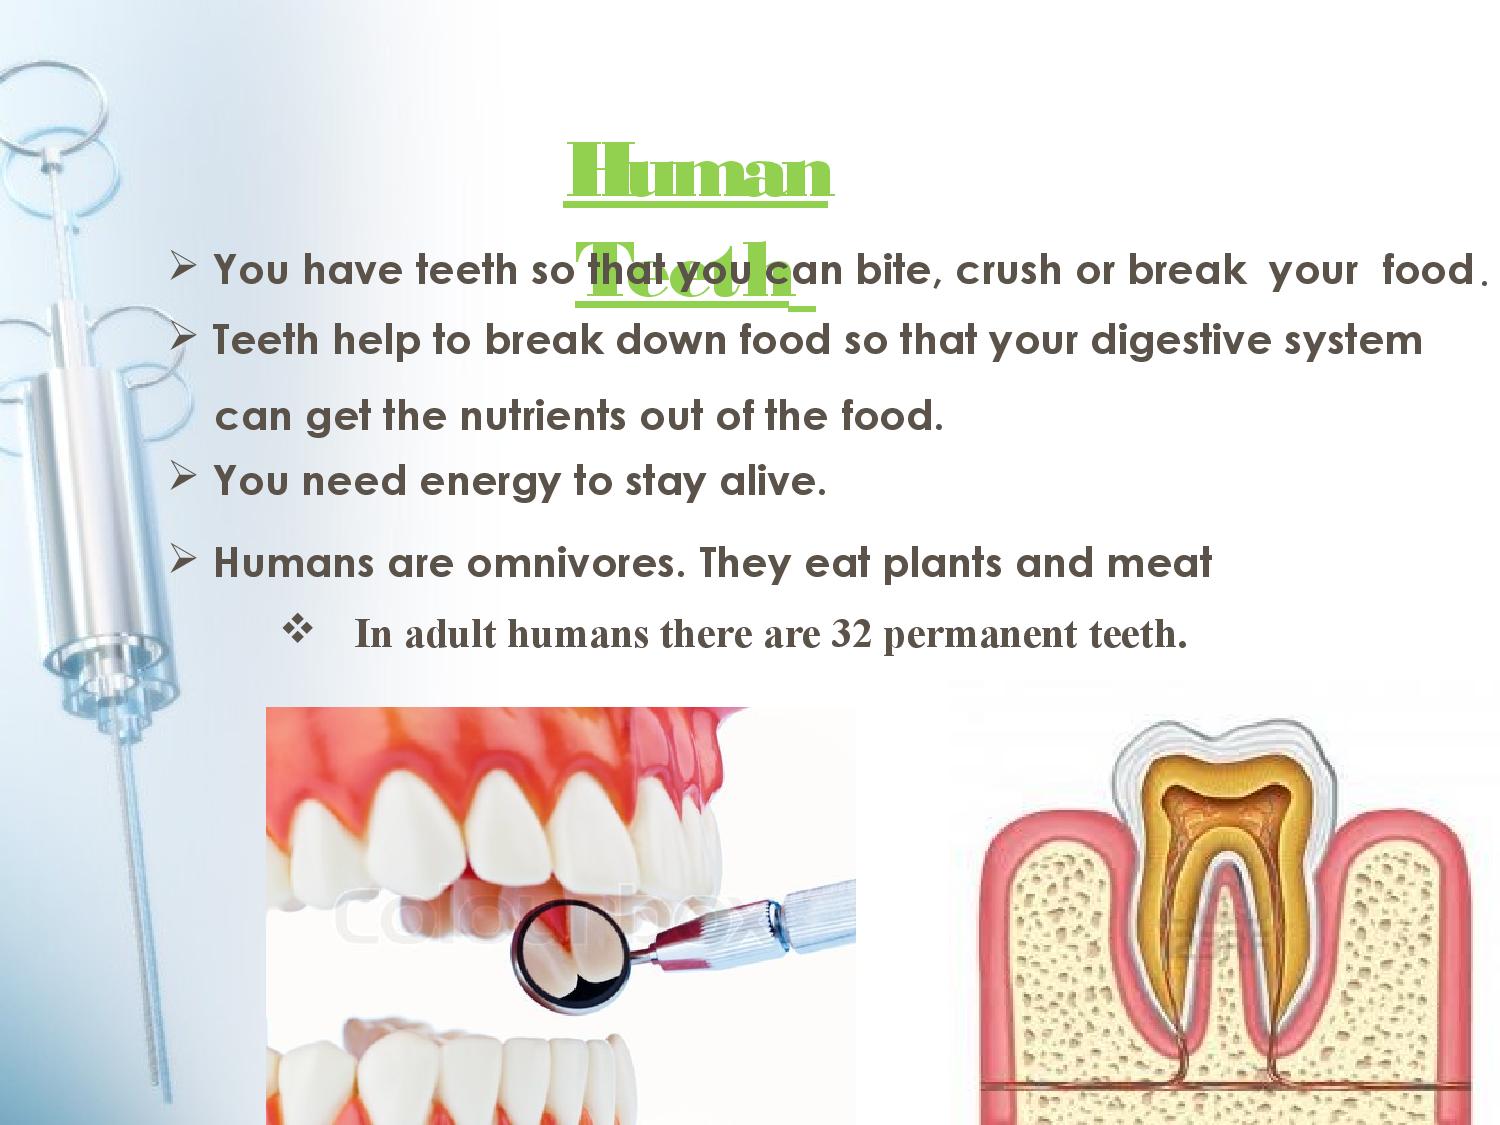 Human
Teeth
➢ You have teeth so that you can bite, crush or break your food.
➢ Teeth help to break down food so that your digestive system
can get the nutrients out of the food.
➢ You need energy to stay alive.
➢ Humans are omnivores. They eat plants and meat
❖ In adult humans there are 32 permanent teeth.
Colourbox